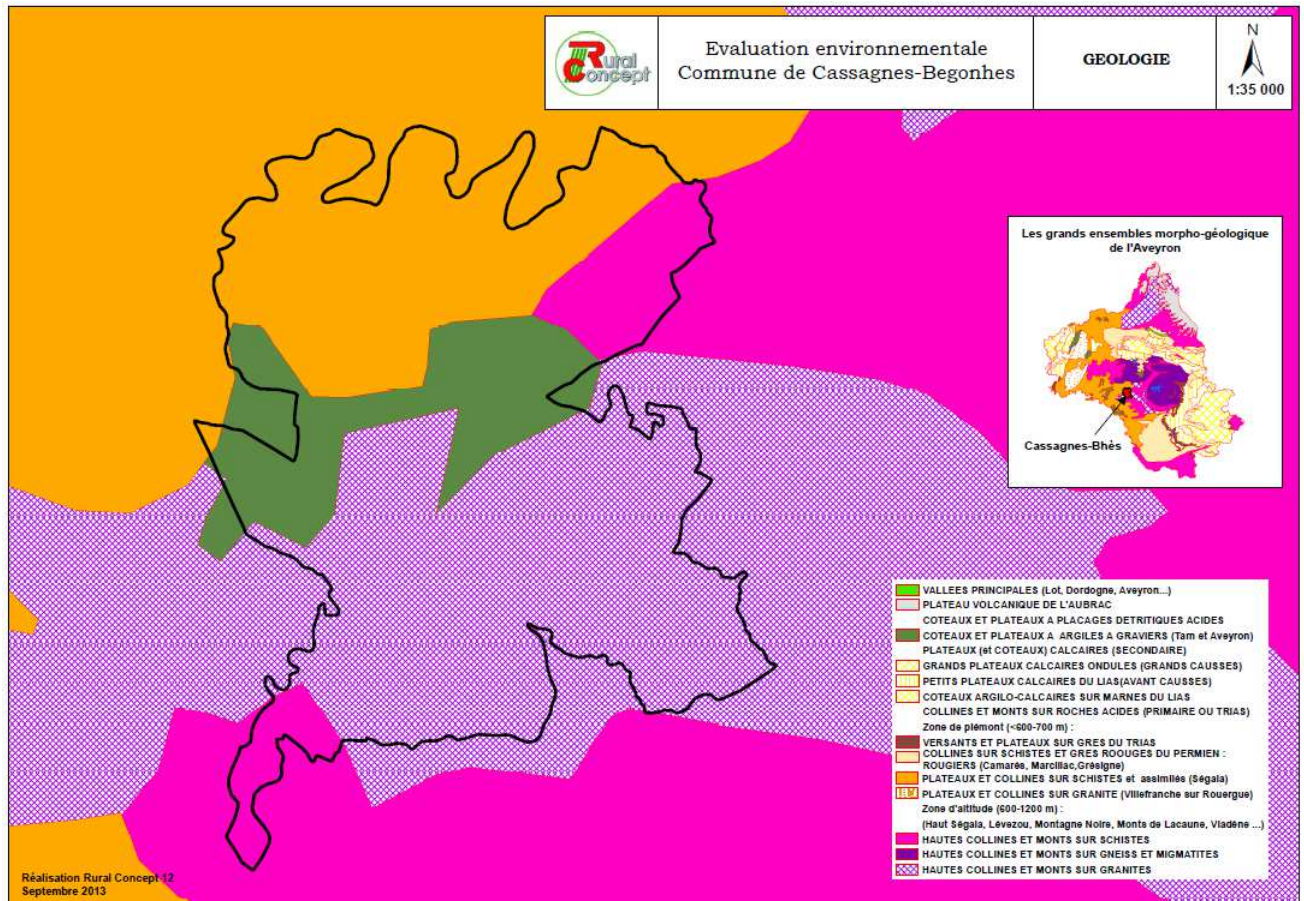 Rural
Concept
Evaluation environnementale
Commune de Cassagnes-Begonhes
GEOLOGIE
N
1:35 000
Les grands ensembles morpho-géologique
de l'Aveyron
Cassagnes-Bhès
VALLEES PRINCIPALES (Lot, Dordogne, Aveyron...)
PLATEAU VOLCANIQUE DE L'AUBRAC
COTEAUX ET PLATEAUX A PLACAGES DETRITIQUES ACIDES
COTEAUX ET PLATEAUX A ARGILES A GRAVIERS (Tarn et Aveyron)
PLATEAUX (et COTEAUX) CALCAIRES (SECONDAIRE)
GRANDS PLATEAUX CALCAIRES ONDULES (GRANDS CAUSSES)
PETITS PLATEAUX CALCAIRES DU LIAS(AVANT CAUSSES)
COTEAUX ARGILO-CALCAIRES SUR MARNES DU LIAS
COLLINES ET MONTS SUR ROCHES ACIDES (PRIMAIRE OU TRIAS)
Zone de piémont (<600-700 m) :
VERSANTS ET PLATEAUX SUR GRES DU TRIAS
COLLINES SUR SCHISTES ET GRES ROOUGES DU PERMIEN :
ROUGIERS (Camarès, Marcillac,Grésigne)
PLATEAUX ET COLLINES SUR SCHISTES et assimilés (Ségala)
PLATEAUX ET COLLINES SUR GRANITE (Villefranche sur Rouergue)
Zone d'altitude (600-1200 m) :
(Haut Ségala, Lévezou, Montagne Noire, Monts de Lacaune, Viadène ...)
HAUTES COLLINES ET MONTS SUR SCHISTES
HAUTES COLLINES ET MONTS SUR GNEISS ET MIGMATITES
HAUTES COLLINES ET MONTS SUR GRANITES
Réalisation Rural Concept 12
Septembre 2013